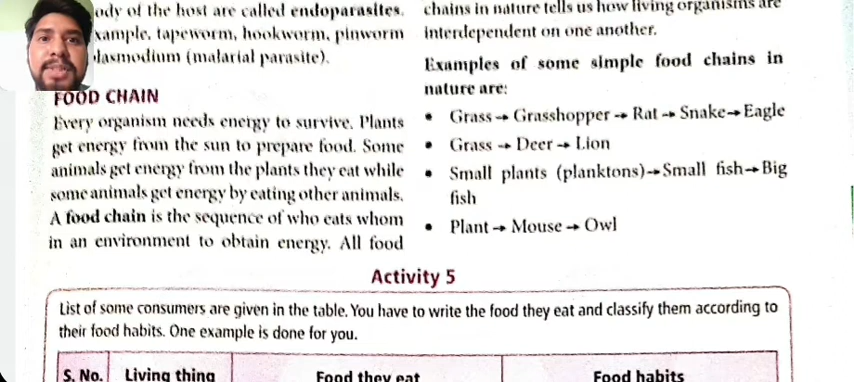 ody of the host are called endoparasites.
xample, tapeworm, hookworm, pinworm
lasmodium (malarial parasite).
FOOD CHAIN
Every organism needs energy to survive. Plants
get energy from the sun to prepare food. Some
animals get energy from the plants they eat while
some animals get energy by eating other animals.
A food chain is the sequence of who eats whom
in an environment to obtain energy. All food
chains in nature tells us how living organisms are
interdependent on one another.
Examples of some simple food chains in
nature are:
• Grass → Grasshopper → Rat → Snake → Eagle
• Grass → Deer → Lion
• Small plants (planktons) → Small fish → Big
fish
• Plant → Mouse → Owl
Activity 5
List of some consumers are given in the table. You have to write the food they eat and classify them according to
their food habits. One example is done for you.
S. No. Living thing Food they eat Food habits